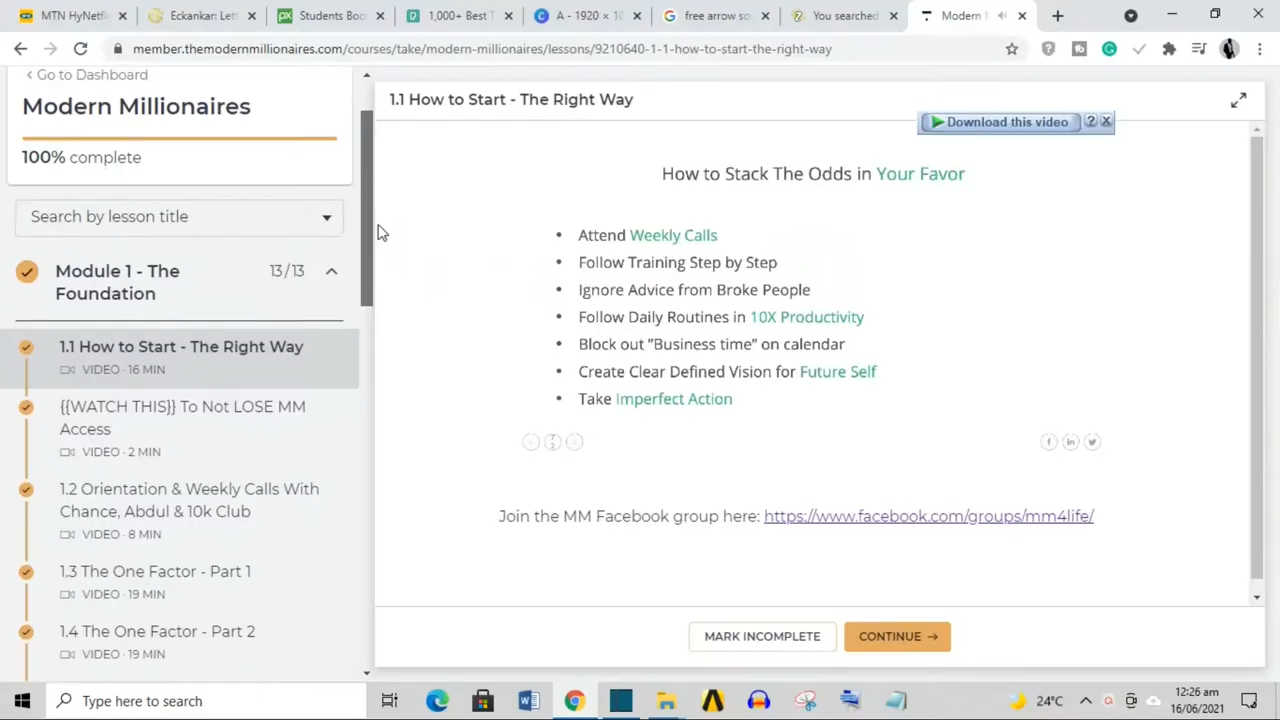 MTN HyNetfl
Eckankar: Lett
Students Boo
1,000+ Best T
A - 1920 × 10
free arrow so
You searched
Modern
member.themodernmillionaires.com/courses/take/modern-millionaires/lessons/9210640-1-1-how-to-start-the-right-way
< Go to Dashboard
Modern Millionaires
100% complete
Search by lesson title
Module 1 - The
Foundation
13/13
1.1 How to Start - The Right Way
VIDEO · 16 MIN
{{WATCH THIS}} To Not LOSE MM
Access
VIDEO · 2 MIN
1.2 Orientation & Weekly Calls With
Chance, Abdul & 10k Club
VIDEO · 8 MIN
1.3 The One Factor - Part 1
VIDEO · 19 MIN
1.4 The One Factor - Part 2
VIDEO · 19 MIN
1.1 How to Start - The Right Way
Download this video
How to Stack The Odds in Your Favor
• Attend Weekly Calls
• Follow Training Step by Step
• Ignore Advice from Broke People
• Follow Daily Routines in 10X Productivity
• Block out "Business time" on calendar
• Create Clear Defined Vision for Future Self
• Take Imperfect Action
Join the MM Facebook group here: https://www.facebook.com/groups/mm4life/
MARK INCOMPLETE
CONTINUE →
Type here to search
24°C
12:26 am
16/06/2021